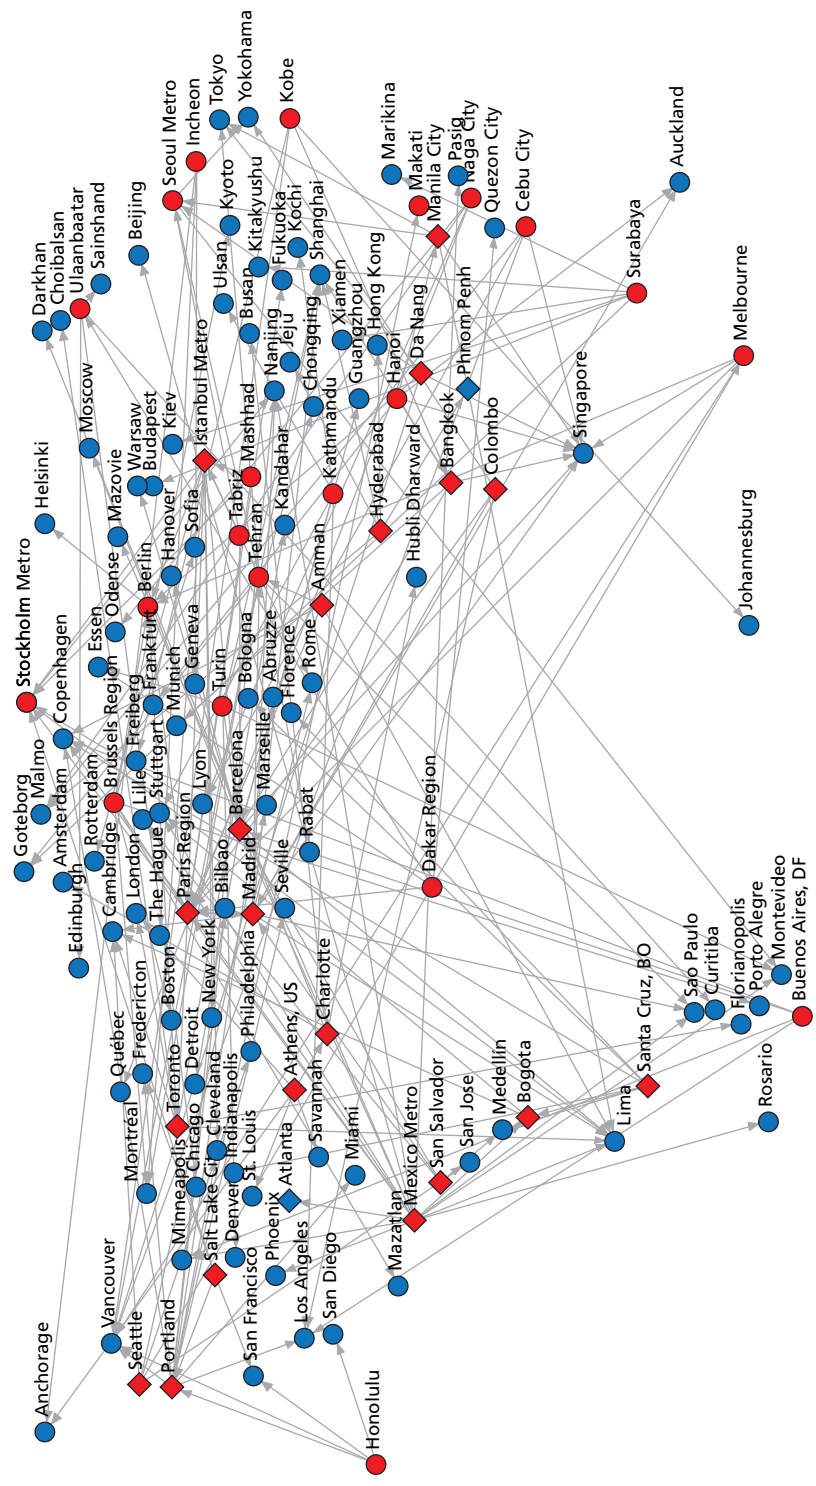 Yokohama
Tokyo
Kobe
Incheon
Seoul Metro
Marikina
Makati
Manila City
Pasig
Naga City
Quezon City
Cebu City
Auckland
Kyoto
Kitakyushu
Kochi
Fukuoka
Shanghai
Beijing
Sainshand
Ulaanbaatar
Choibalsan
Darkhan
Ulsan
Busan
Surabaya
Xiamen
Hong Kong
Jeju
Nanjing
Chongqing
Guangzhou
Hanoi
Da Nang
Phnom Penh
Melbourne
Moscow
Kiev
Istanbul Metro
Singapore
Warsaw
Budapest
Mashhad
Kathmandu
Bangkok
Colombo
Helsinki
Mazovie
Sofia
Tabriz
Kandahar
Hyderabad
Hanover
Tehran
Hubli Dharward
Berlin
Amman
Odense
Johannesburg
Essen
Stockholm Metro
Copenhagen
Frankfurt
Geneva
Munich
Turin
Bologna
Abruzze
Florence
Rome
Freiberg
Brussels Region
Malmo
Goteborg
Lille
Stuttgart
Lyon
Marseille
Barcelona
Rotterdam
Amsterdam
Rabat
Dakar Region
Cambridge
London
The Hague
Paris Region
Bilbao
Madrid
Seville
Edinburgh
Montevideo
Porto Alegre
Florianopolis
Curitiba
Sao Paulo
Buenos Aires, DF
Boston
New York
Charlotte
Philadelphia
Fredericton
Québec
Detroit
Athens, US
Santa Cruz, BO
Toronto
Rosario
Bogota
Medellin
Lima
Cleveland
Savannah
San Jose
Indianapolis
Miami
San Salvador
Montréal
Chicago
St. Louis
Atlanta
Mexico Metro
Minneapolis
Denver
Salt Lake City
Phoenix
Mazatlan
Vancouver
Los Angeles
San Diego
San Francisco
Seattle
Portland
Anchorage
Honolulu